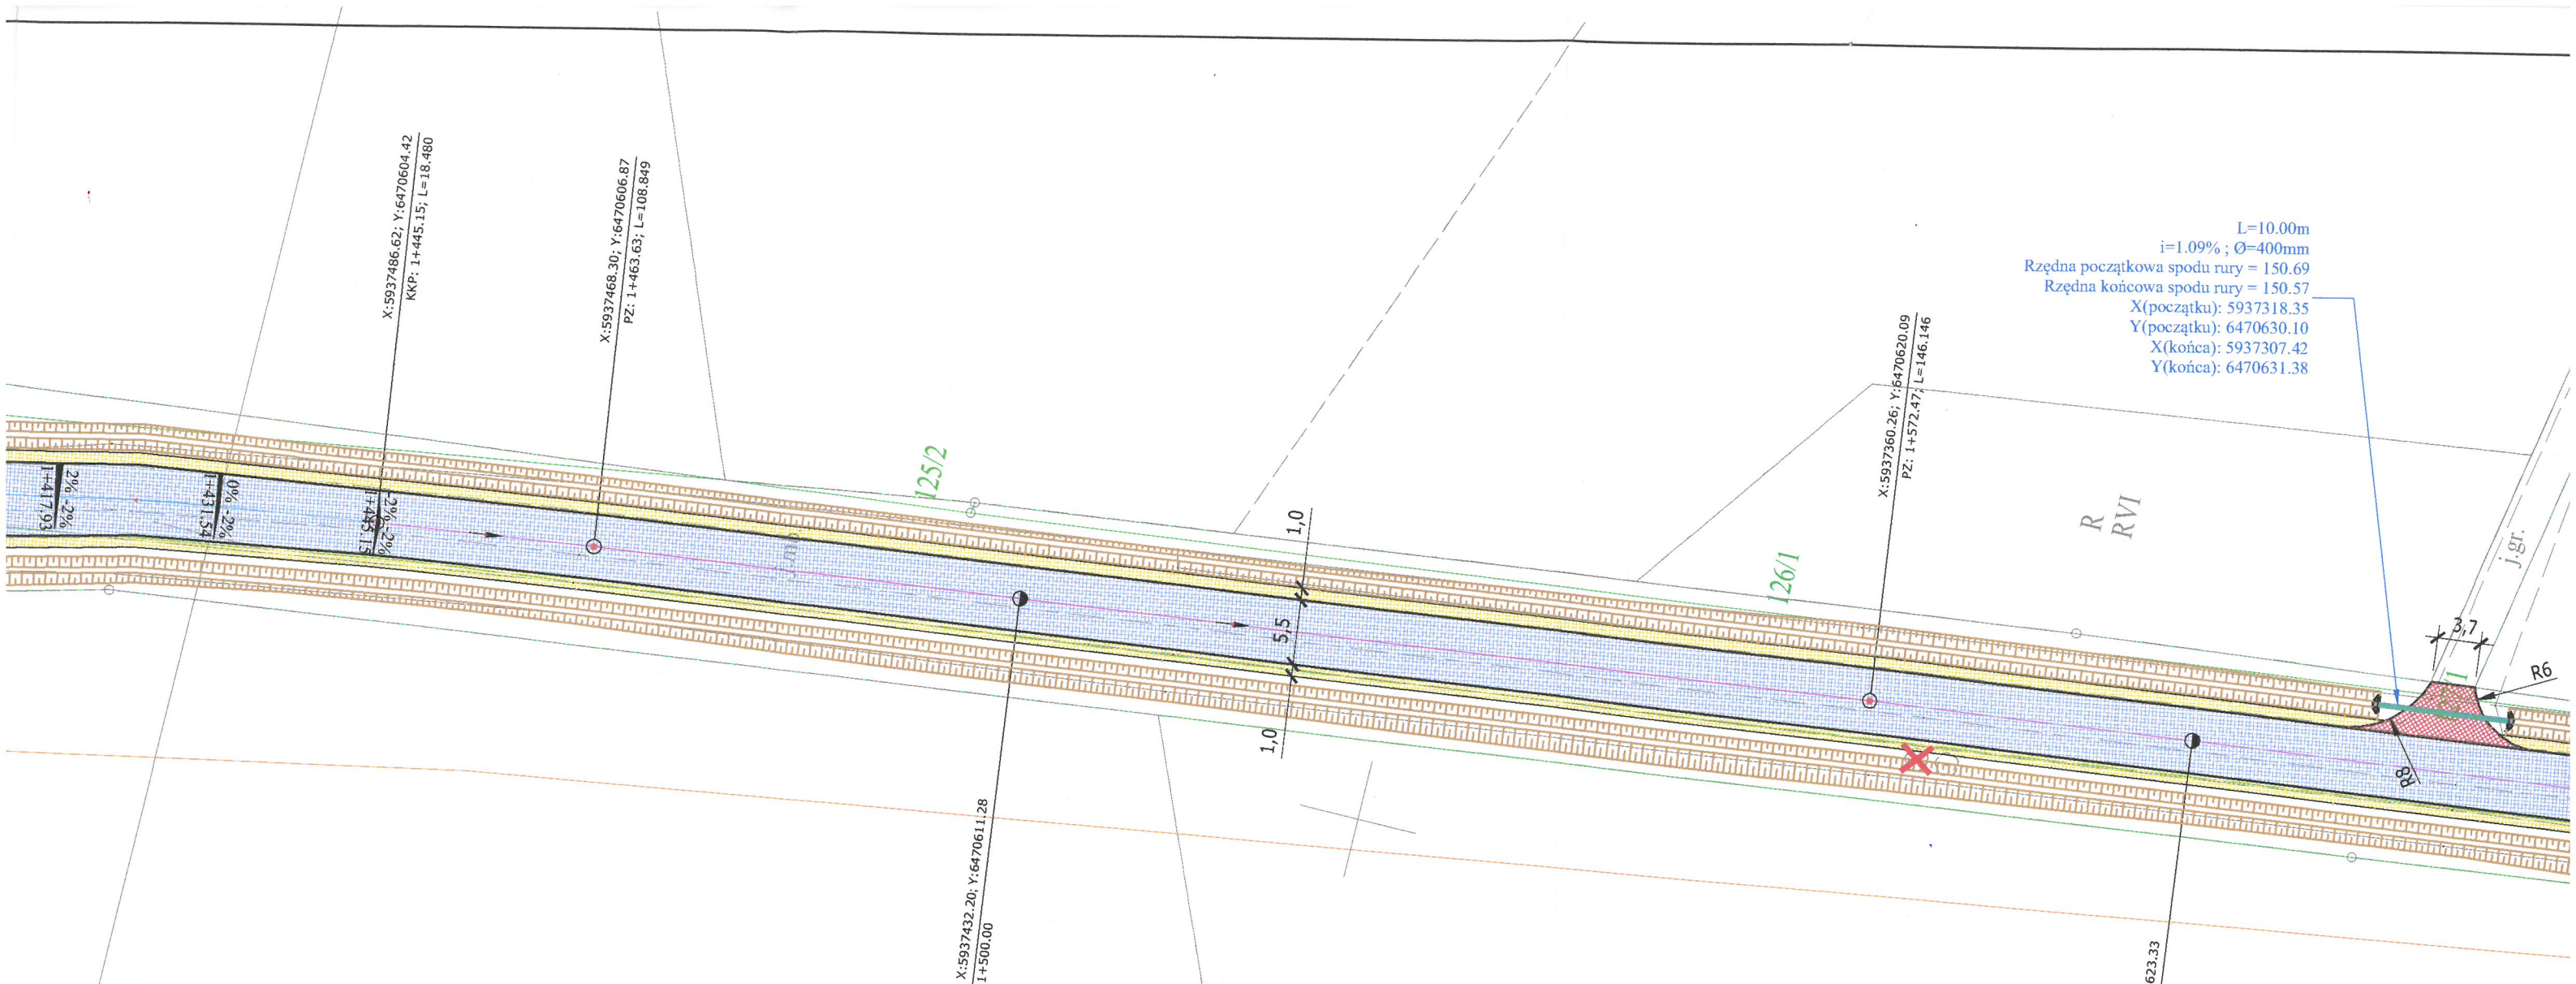 X:5937486.62; Y:6470604.42
KKP: 1+445.15; L=18.480
X:5937468.30; Y:6470606.87
PZ: 1+463.63; L=108.849
X:5937360.26; Y:6470620.09
PZ: 1+572.47; L=146.146
L=10.00m
i=1.09% ; Ø=400mm
Rzędna początkowa spodu rury = 150.69
Rzędna końcowa spodu rury = 150.57
X(początku): 5937318.35
Y(początku): 6470630.10
X(końca): 5937307.42
Y(końca): 6470631.38
2% -2%
1+417.93
0% -2%
1+431.54
-2% -2%
1+445.15
125/2
1,0
5,5
1,0
126/1
R
RVI
j.gr.
3,7
R6
R8
X:5937432.20; Y:6470611.28
1+500.00
623.33